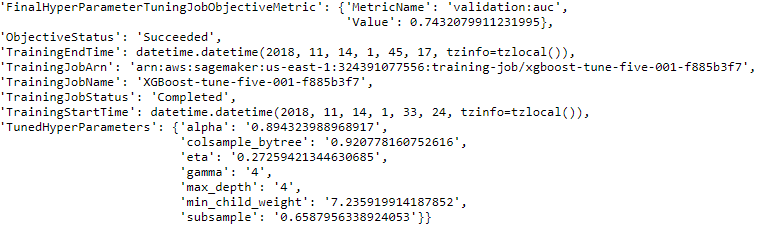 'FinalHyperParameterTuningJobObjectiveMetric': {'MetricName': 'validation:auc',
'Value': 0.7432079911231995},
'ObjectiveStatus': 'Succeeded',
'TrainingEndTime': datetime.datetime(2018, 11, 14, 1, 45, 17, tzinfo=tzlocal()),
'TrainingJobArn': 'arn:aws:sagemaker:us-east-1:324391077556:training-job/xgboost-tune-five-001-f885b3f7',
'TrainingJobName': 'XGBoost-tune-five-001-f885b3f7',
'TrainingJobStatus': 'Completed',
'TrainingStartTime': datetime.datetime(2018, 11, 14, 1, 33, 24, tzinfo=tzlocal()),
'TunedHyperParameters': {'alpha': '0.894323988968917',
'colsample_bytree': '0.920778160752616',
'eta': '0.27259421344630685',
'gamma': '4',
'max_depth': '4',
'min_child_weight': '7.235919914187852',
'subsample': '0.6587956338924053'}}